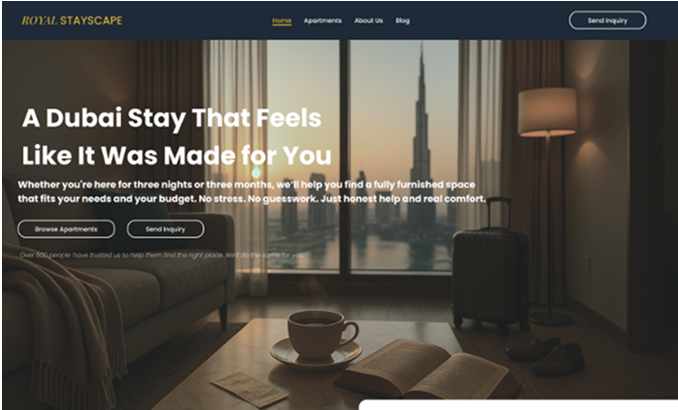 ROYAL STAYSCAPE
Home Apartments About Us Blog
Send Inquiry
A Dubai Stay That Feels
Like It Was Made for You
Whether you're here for three nights or three months, we'll help you find a fully furnished space
that fits your needs and your budget. No stress. No guesswork. Just honest help and real comfort.
Browse Apartments Send Inquiry
Over 500 people have trusted us to help them find the right place. We'll do the same for you.